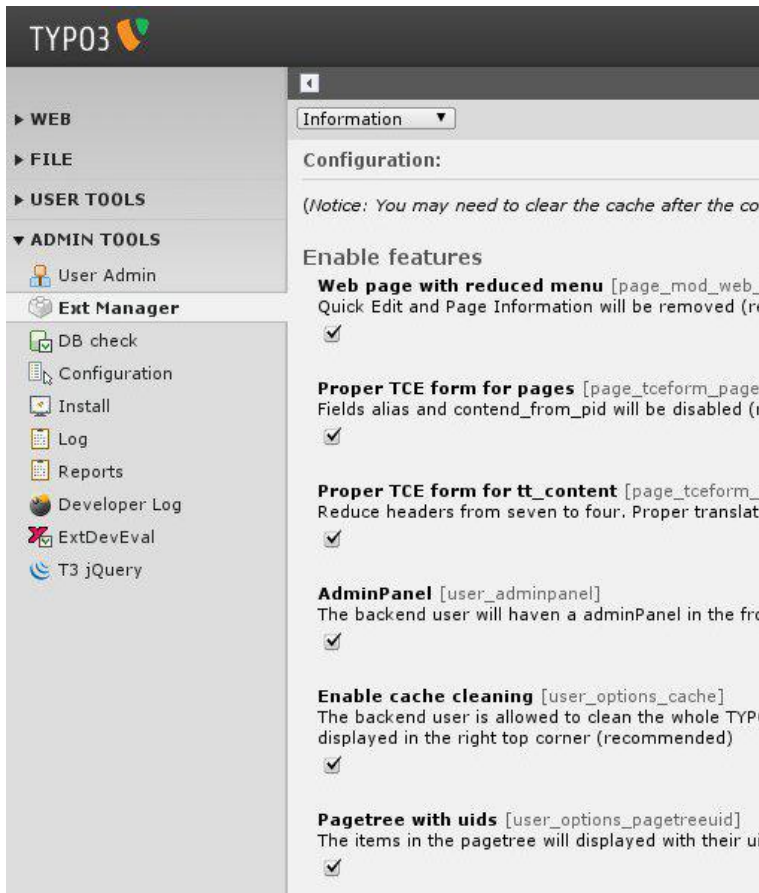 TYPO3
WEB
FILE
USER TOOLS
ADMIN TOOLS
User Admin
Ext Manager
DB check
Configuration
Install
Log
Reports
Developer Log
ExtDevEval
T3 jQuery
Information
Configuration:
(Notice: You may need to clear the cache after the co
Enable features
Web page with reduced menu [page_mod_web_
Quick Edit and Page Information will be removed (re
Proper TCE form for pages [page_tceform_page
Fields alias and contend_from_pid will be disabled (r
Proper TCE form for tt_content [page_tceform_
Reduce headers from seven to four. Proper translat
AdminPanel [user_adminpanel]
The backend user will haven a adminPanel in the fro
Enable cache cleaning [user_options_cache]
The backend user is allowed to clean the whole TYPO
displayed in the right top corner (recommended)
Pagetree with uids [user_options_pagetreeuid]
The items in the pagetree will displayed with their ui